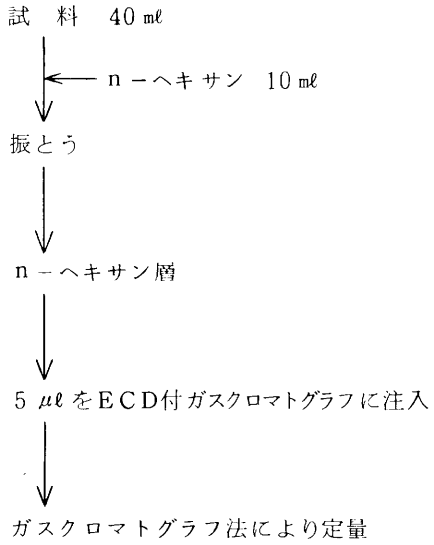 試料 40 ml
n-ヘキサン 10 ml
振とう
n-ヘキサン層
5 μlをECD付ガスクロマトグラフに注入
ガスクロマトグラフ法により定量